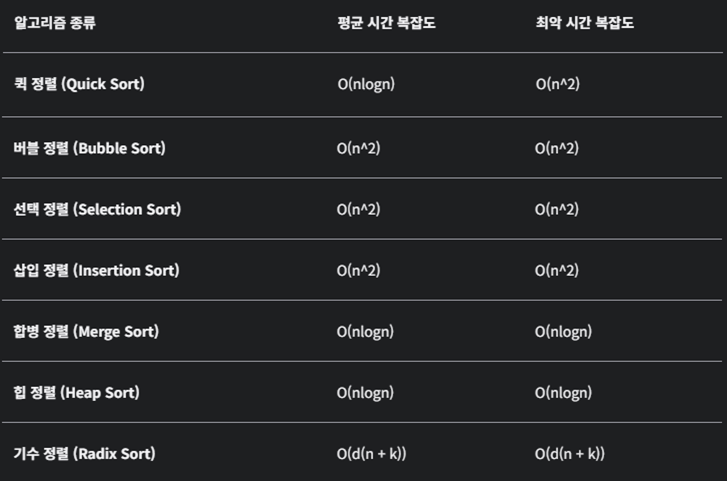 알고리즘 종류 평균 시간 복잡도 최악 시간 복잡도
퀵 정렬 (Quick Sort) O(nlogn) O(n^2)
버블 정렬 (Bubble Sort) O(n^2) O(n^2)
선택 정렬 (Selection Sort) O(n^2) O(n^2)
삽입 정렬 (Insertion Sort) O(n^2) O(n^2)
합병 정렬 (Merge Sort) O(nlogn) O(nlogn)
힙 정렬 (Heap Sort) O(nlogn) O(nlogn)
기수 정렬 (Radix Sort) O(d(n + k)) O(d(n + k))